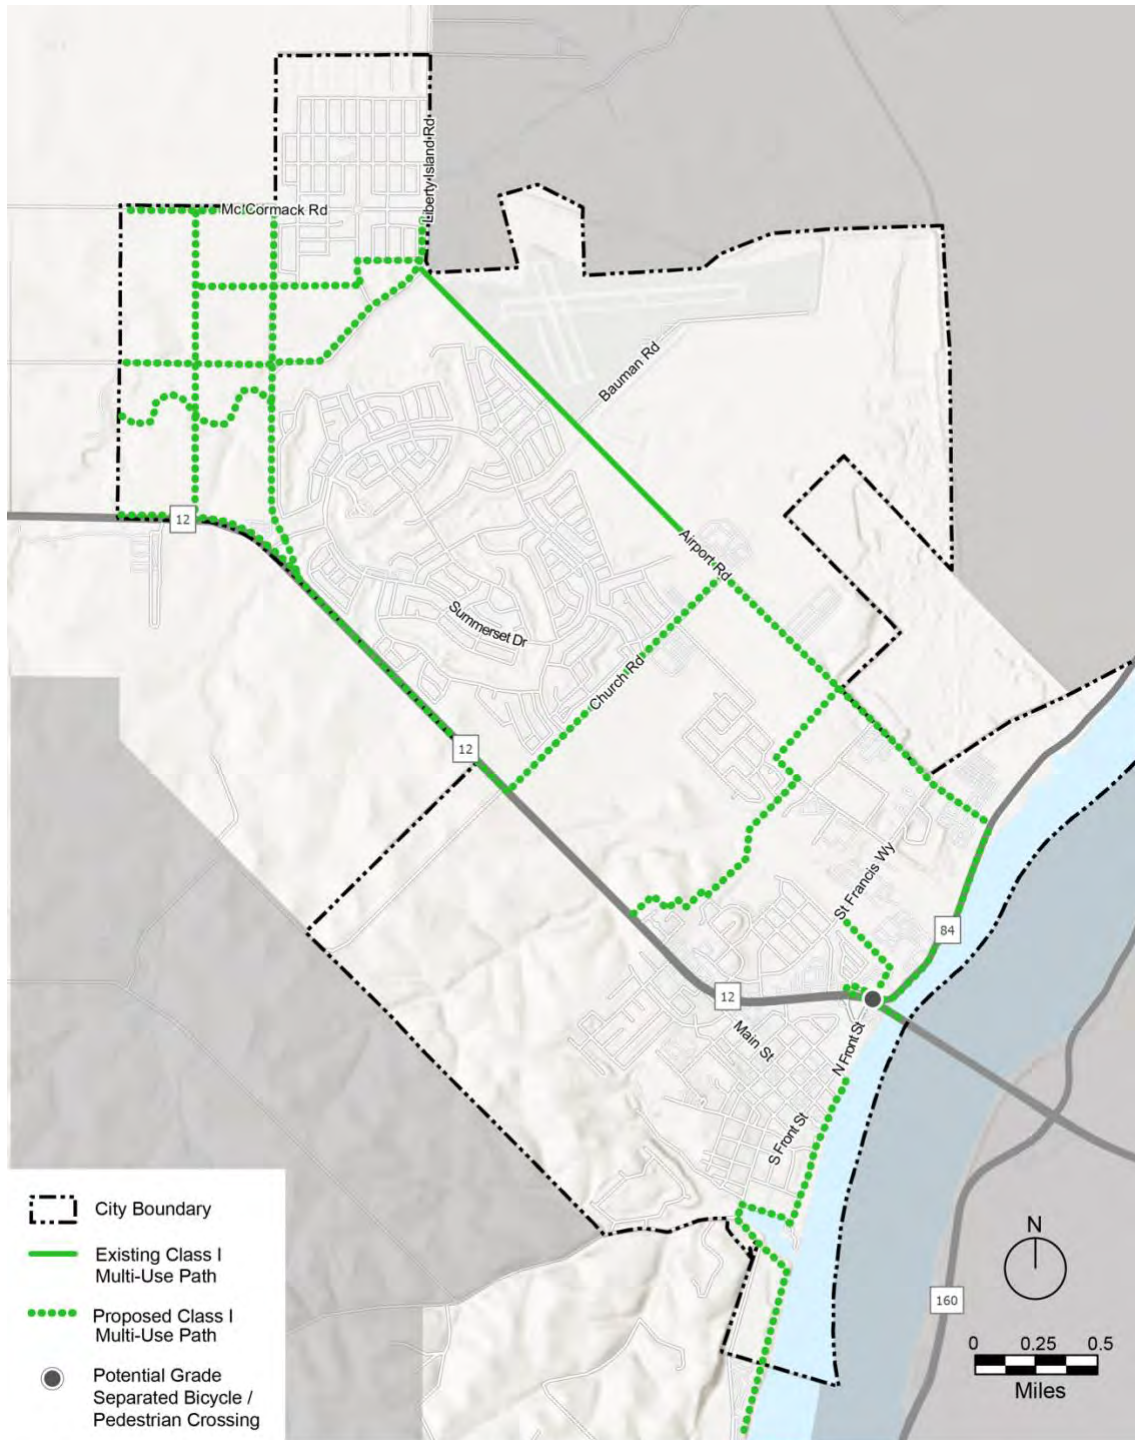 Liberty Island Rd
McCormack Rd
Bauman Rd
12
Airport Rd
Summerset Dr
Church Rd
12
St Francis Wy
84
12
Main St
N Front St
S Front St
City Boundary
Existing Class I
Multi-Use Path
Proposed Class I
Multi-Use Path
Potential Grade
Separated Bicycle /
Pedestrian Crossing
N
160
0 0.25 0.5
Miles